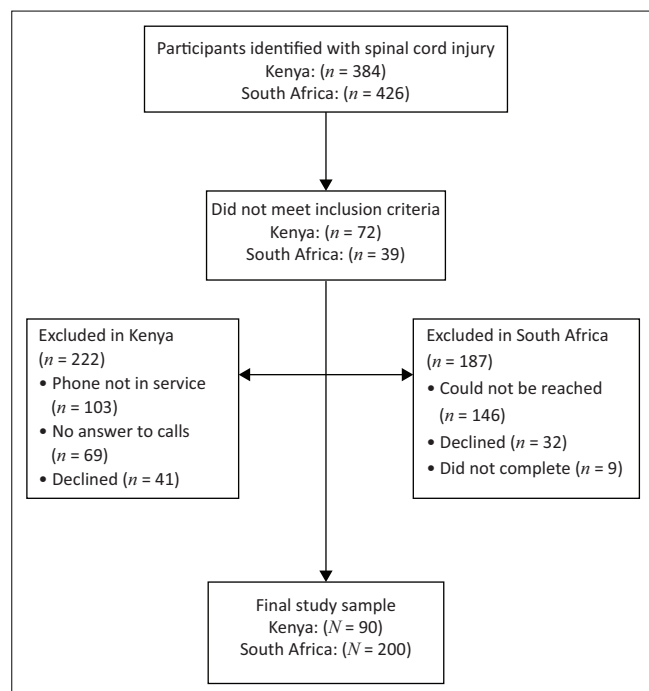 Participants identified with spinal cord injury
Kenya: (n = 384)
South Africa: (n = 426)
Did not meet inclusion criteria
Kenya: (n = 72)
South Africa: (n = 39)
Excluded in Kenya
(n = 222)
• Phone not in service
(n = 103)
• No answer to calls
(n = 69)
• Declined (n = 41)
Excluded in South Africa
(n = 187)
• Could not be reached
(n = 146)
• Declined (n = 32)
• Did not complete (n = 9)
Final study sample
Kenya: (N = 90)
South Africa: (N = 200)